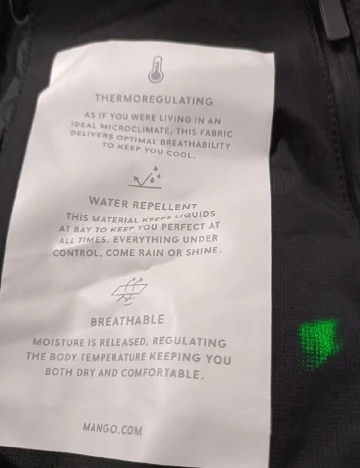 THERMOREGULATING
AS IF YOU WERE LIVING IN AN
IDEAL MICROCLIMATE, THIS FABRIC
DELIVERS OPTIMAL BREATHABILITY
TO KEEP YOU COOL.
WATER REPELLENT
THIS MATERIAL KEEPS LIQUIDS
AT BAY TO KEEP YOU PERFECT AT
ALL TIMES. EVERYTHING UNDER
CONTROL, COME RAIN OR SHINE.
BREATHABLE
MOISTURE IS RELEASED, REGULATING
THE BODY TEMPERATURE KEEPING YOU
BOTH DRY AND COMFORTABLE.
MANGO.COM